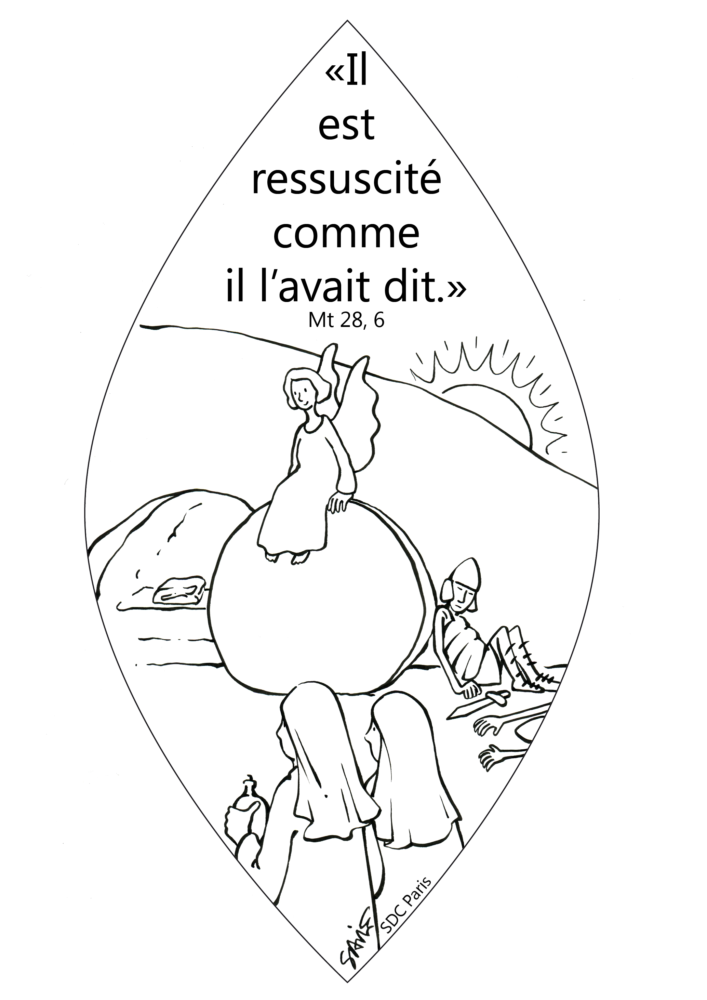 «Il
est
ressuscité
comme
il l’avait dit.»
Mt 28, 6
SDC Paris